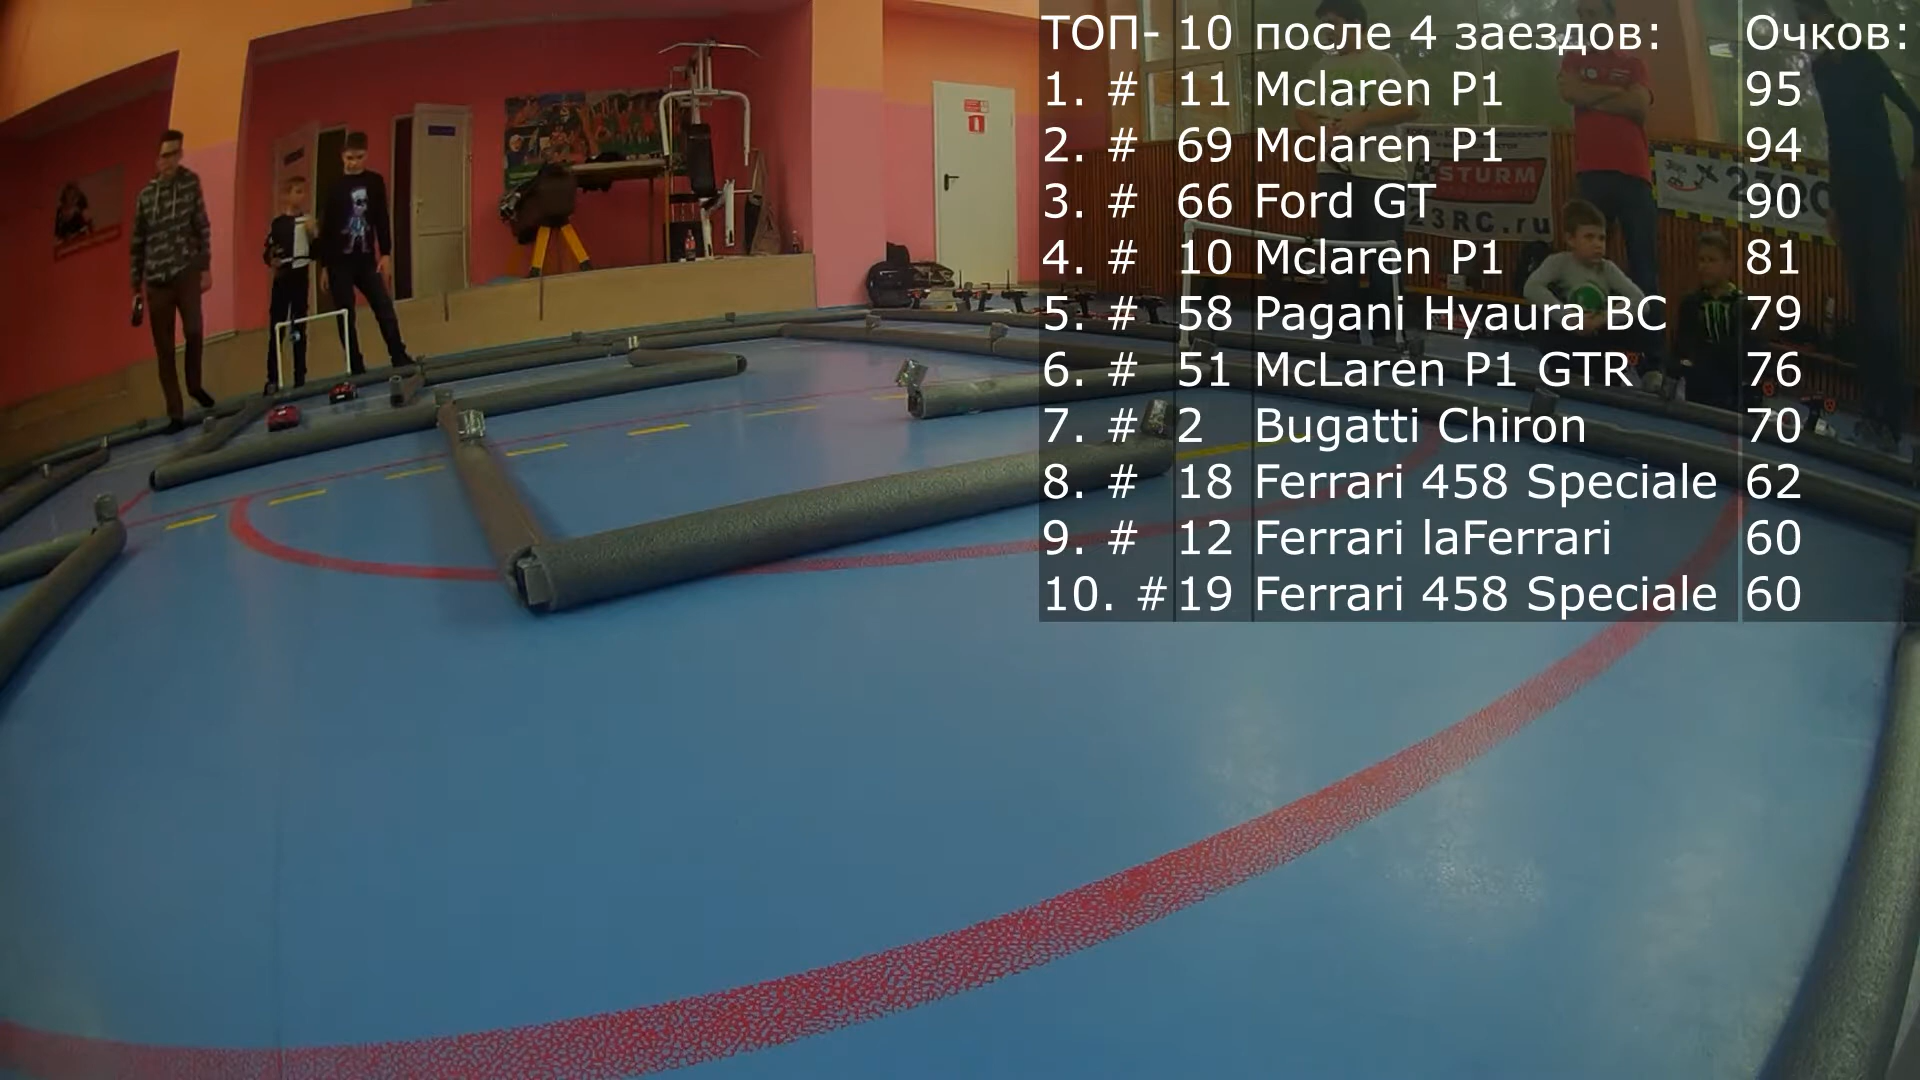 ТОП- 10 после 4 заездов: Очков:
1. # 11 Mclaren P1 95
2. # 69 Mclaren P1 94
3. # 66 Ford GT 90
4. # 10 Mclaren P1 81
5. # 58 Pagani Hyaura BC 79
6. # 51 McLaren P1 GTR 76
7. # 2 Bugatti Chiron 70
8. # 18 Ferrari 458 Speciale 62
9. # 12 Ferrari laFerrari 60
10. # 19 Ferrari 458 Speciale 60
STURM
23RC.ru